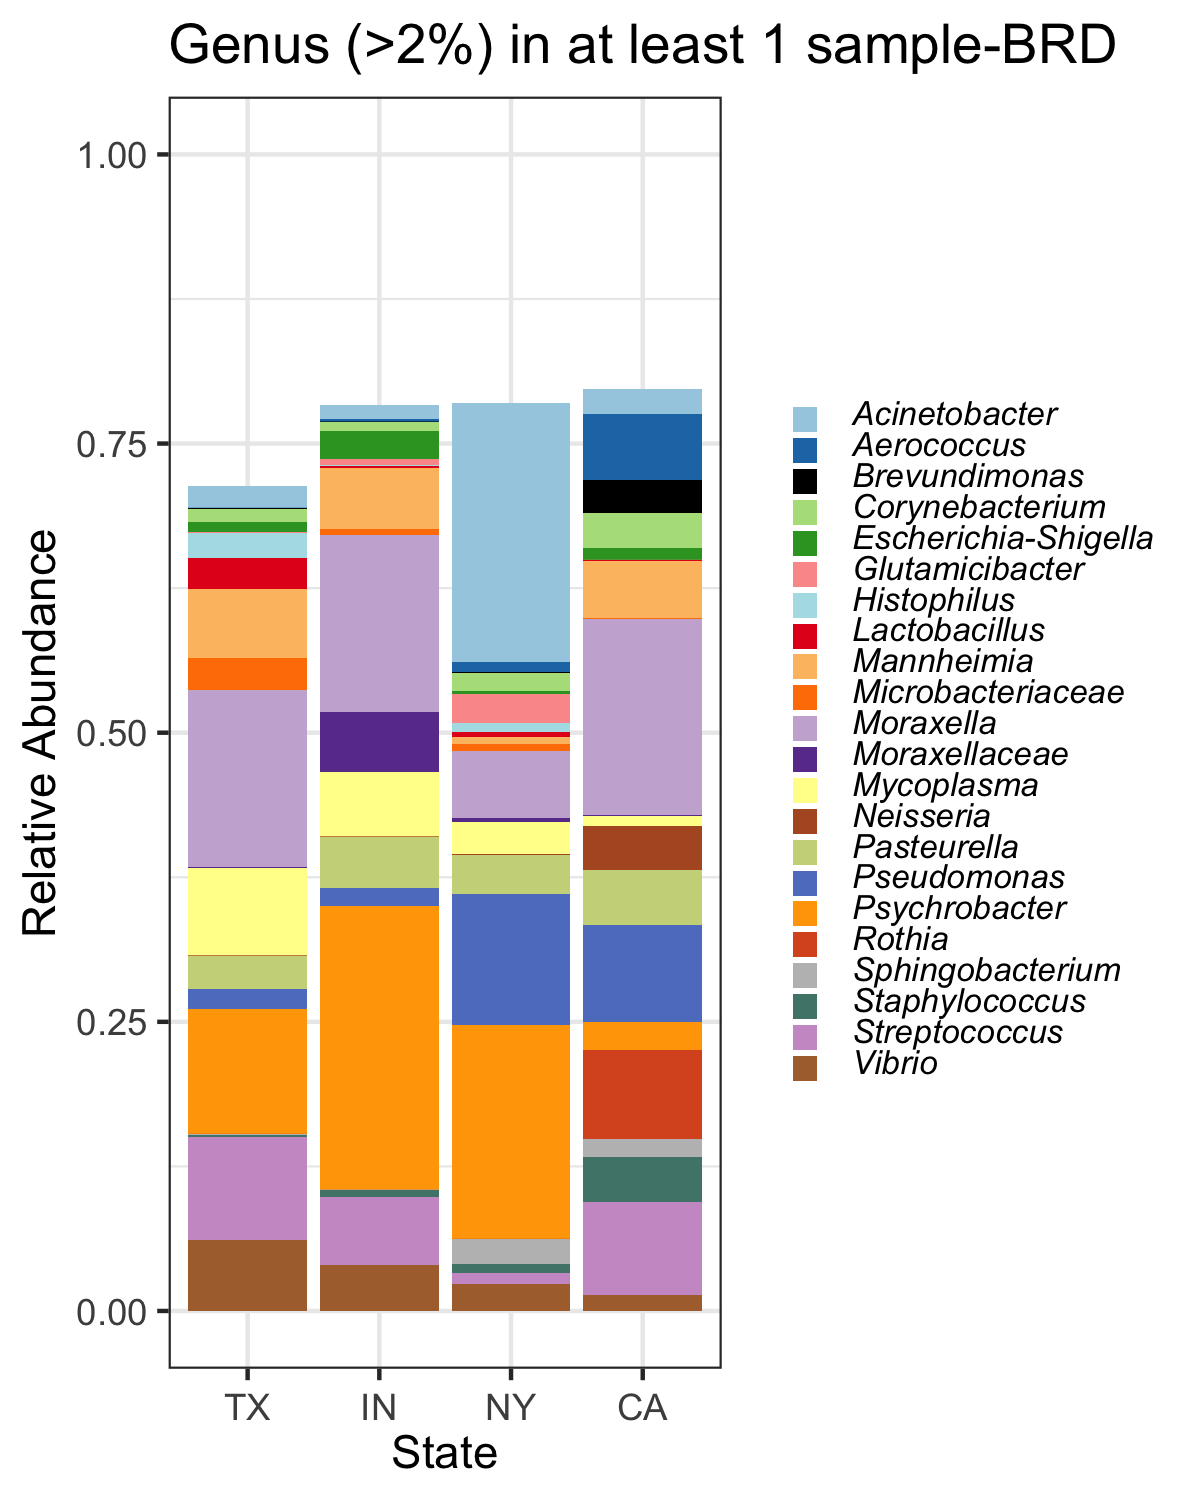 Genus (>2%) in at least 1 sample-BRD
Relative Abundance
1.00
0.75
0.50
0.25
0.00
TX
IN
NY
CA
State
Acinetobacter
Aerococcus
Brevundimonas
Corynebacterium
Escherichia-Shigella
Glutamicibacter
Histophilus
Lactobacillus
Mannheimia
Microbacteriaceae
Moraxella
Moraxellaceae
Mycoplasma
Neisseria
Pasteurella
Pseudomonas
Psychrobacter
Rothia
Sphingobacterium
Staphylococcus
Streptococcus
Vibrio